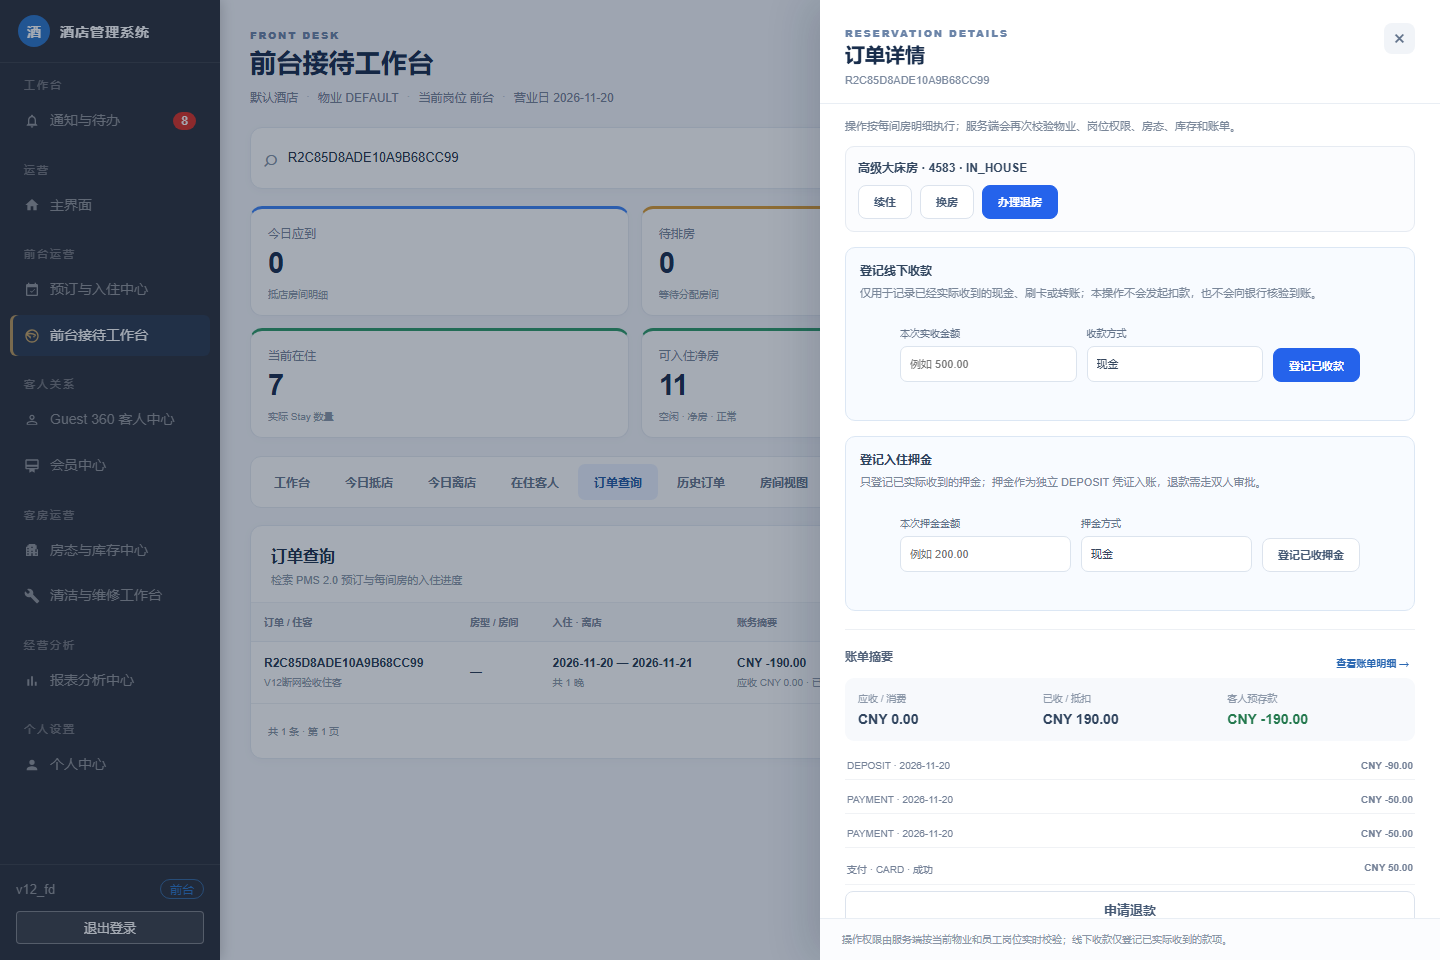 酒 酒店管理系统
工作台
通知与待办 8
运营
主界面
前台运营
预订与入住中心
前台接待工作台
客人关系
Guest 360 客人中心
会员中心
客房运营
房态与库存中心
清洁与维修工作台
经营分析
报表分析中心
个人设置
个人中心
v12_fd 前台
退出登录
FRONT DESK
前台接待工作台
默认酒店 · 物业 DEFAULT · 当前岗位 前台 · 营业日 2026-11-20
R2C85D8ADE10A9B68CC99
今日应到
0
抵店房间明细
待排房
0
等待分配房间
当前在住
7
实际 Stay 数量
可入住净房
11
空闲 · 净房 · 正常
工作台 今日抵店 今日离店 在住客人 订单查询 历史订单 房间视图
订单查询
检索 PMS 2.0 预订与每间房的入住进度
订单 / 住客 房型 / 房间 入住 · 离店 账务摘要
R2C85D8ADE10A9B68CC99 — 2026-11-20 — 2026-11-21 CNY -190.00
V12断网验收住客 共 1 晚 应收 CNY 0.00 · 已
共 1 条 · 第 1 页
RESERVATION DETAILS
订单详情
R2C85D8ADE10A9B68CC99
操作按每间房明细执行；服务端会再次校验物业、岗位权限、房态、库存和账单。
高级大床房 · 4583 · IN_HOUSE
续住 换房 办理退房
登记线下收款
仅用于记录已经实际收到的现金、刷卡或转账；本操作不会发起扣款，也不会向银行核验到账。
本次实收金额 收款方式
例如 500.00 现金 登记已收款
登记入住押金
只登记已实际收到的押金；押金作为独立 DEPOSIT 凭证入账，退款需走双人审批。
本次押金金额 押金方式
例如 200.00 现金 登记已收押金
账单摘要 查看账单明细 →
应收 / 消费 已收 / 抵扣 客人预存款
CNY 0.00 CNY 190.00 CNY -190.00
DEPOSIT · 2026-11-20 CNY -90.00
PAYMENT · 2026-11-20 CNY -50.00
PAYMENT · 2026-11-20 CNY -50.00
支付 · CARD · 成功 CNY 50.00
申请退款
操作权限由服务端按当前物业和员工岗位实时校验；线下收款仅登记已实际收到的款项。